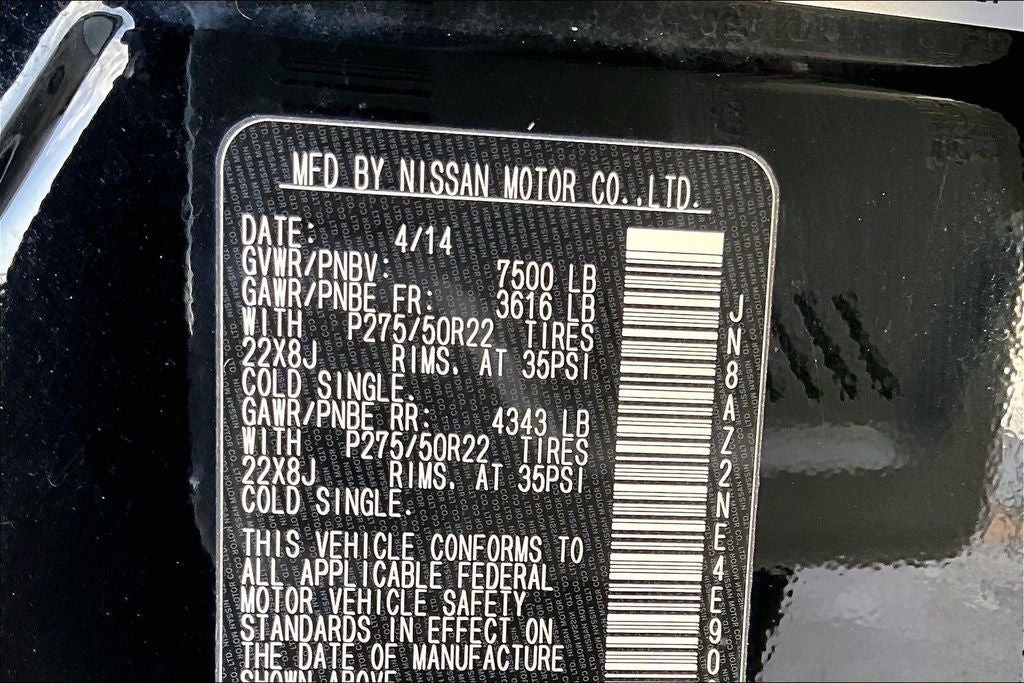 MFD BY NISSAN MOTOR CO.,LTD.
DATE: 4/14
GVWR/PNBV: 7500 LB
GAWR/PNBE FR: 3616 LB
WITH P275/50R22 TIRES
22X8J RIMS. AT 35PSI
COLD SINGLE.
GAWR/PNBE RR: 4343 LB
WITH P275/50R22 TIRES
22X8J RIMS. AT 35PSI
COLD SINGLE.
THIS VEHICLE CONFORMS TO
ALL APPLICABLE FEDERAL
MOTOR VEHICLE SAFETY
STANDARDS IN EFFECT ON
THE DATE OF MANUFACTURE
SHOWN ABOVE
JN8AZ2NE4E90